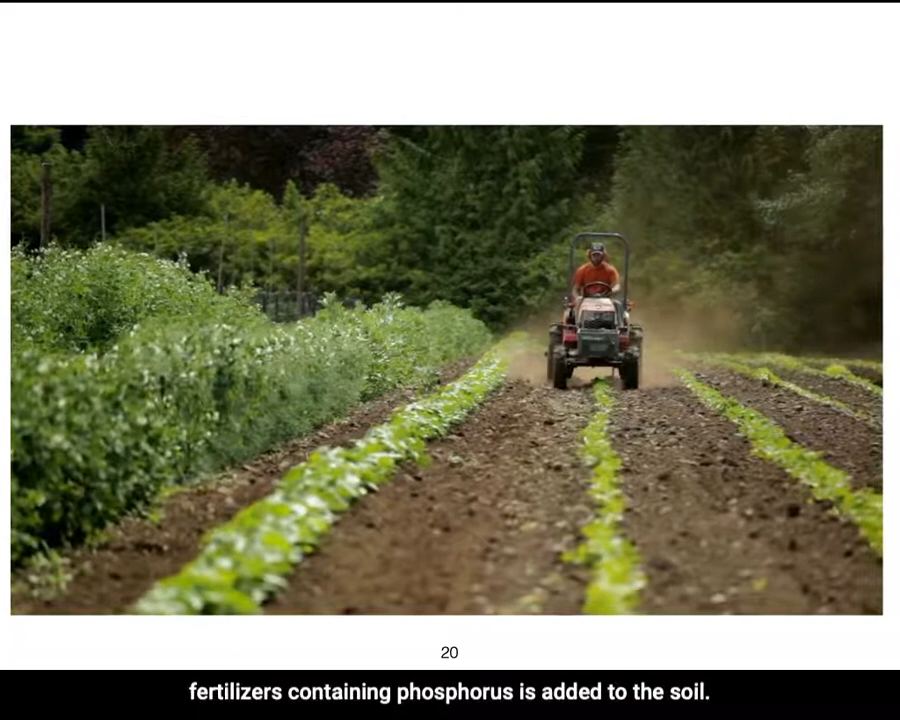 20
fertilizers containing phosphorus is added to the soil.